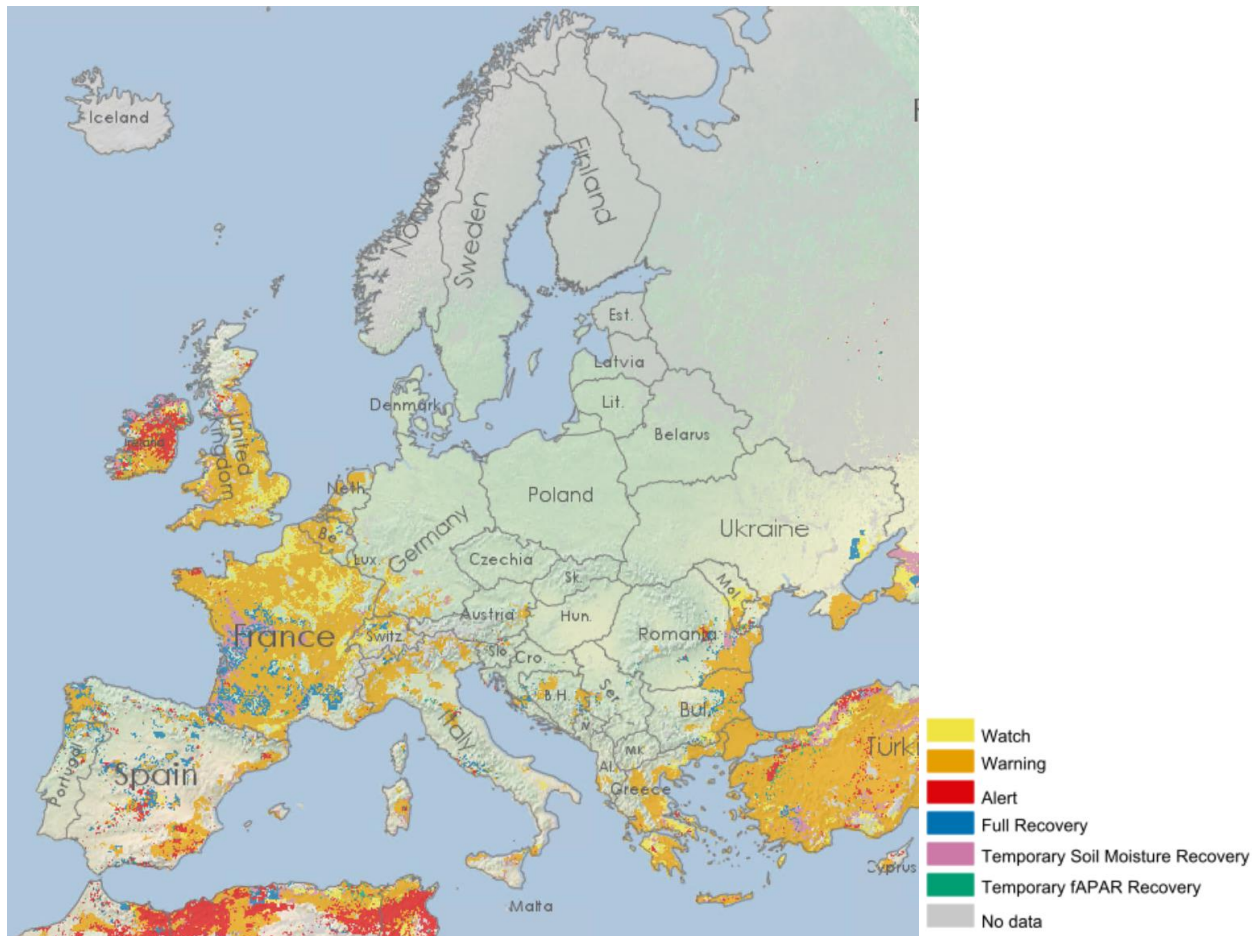 Iceland
Norway
Sweden
Finland
Est.
Latvia
Lit.
Denmark
Belarus
Ireland
United
Kingdom
Neth.
Poland
Be.
Germany
Ukraine
Lux.
Czechia
Sk.
Mol.
Austria
Hun.
France
Switz
Romania
Slo.
Cro.
B.H.
Ser.
Bul.
Italy
Mk.
Al.
Türki
Portugal
Spain
Greece
Cyprus
Malta
Watch
Warning
Alert
Full Recovery
Temporary Soil Moisture Recovery
Temporary fAPAR Recovery
No data